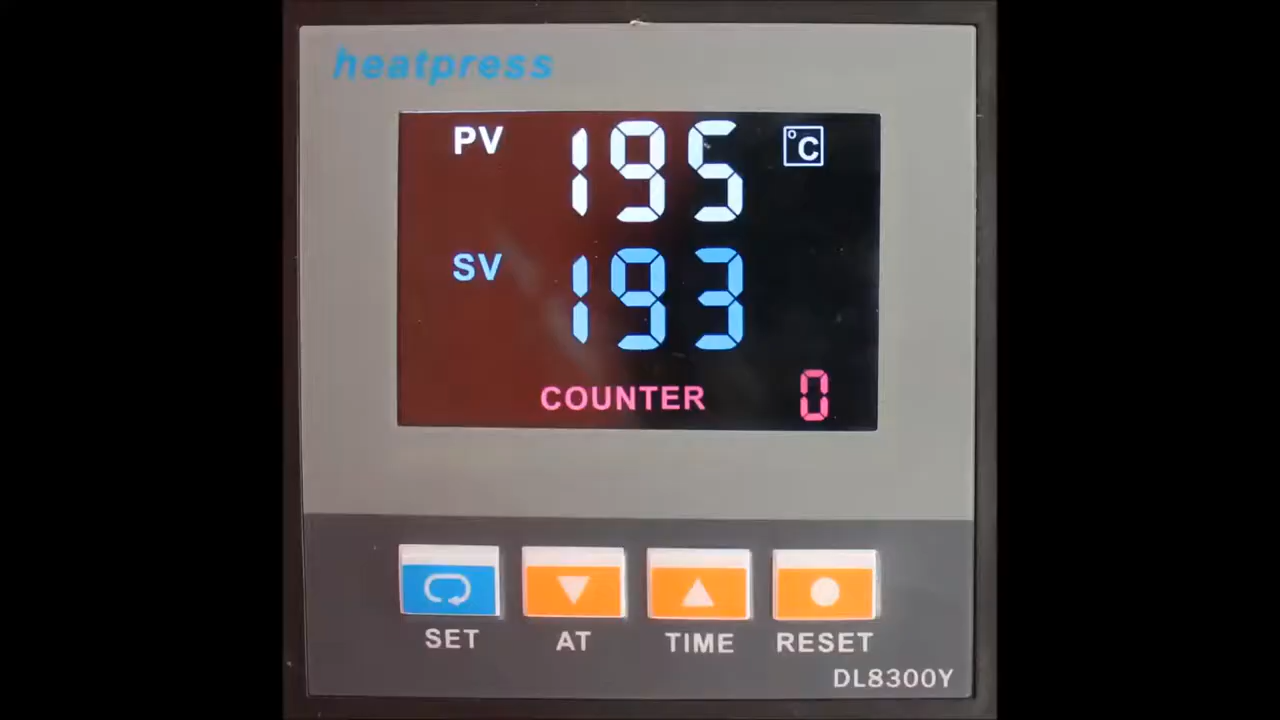 heatpress
PV 195 °C
SV 193
COUNTER 0
SET AT TIME RESET
DL8300Y